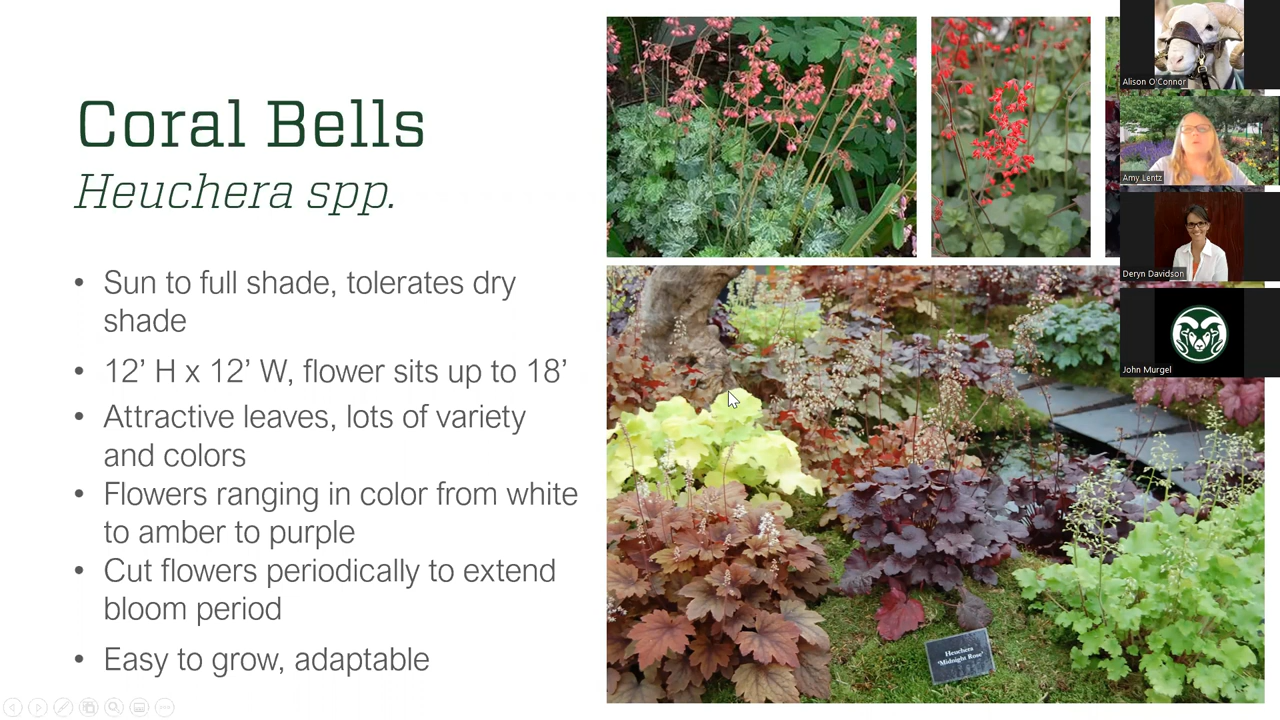 Coral Bells
Heuchera spp.
• Sun to full shade, tolerates dry
shade
• 12’ H x 12’ W, flower sits up to 18’
• Attractive leaves, lots of variety
and colors
• Flowers ranging in color from white
to amber to purple
• Cut flowers periodically to extend
bloom period
• Easy to grow, adaptable
Heuchera
'Midnight Rose'
Alison O'Connor
Amy Lentz
Deryn Davidson
John Murgel